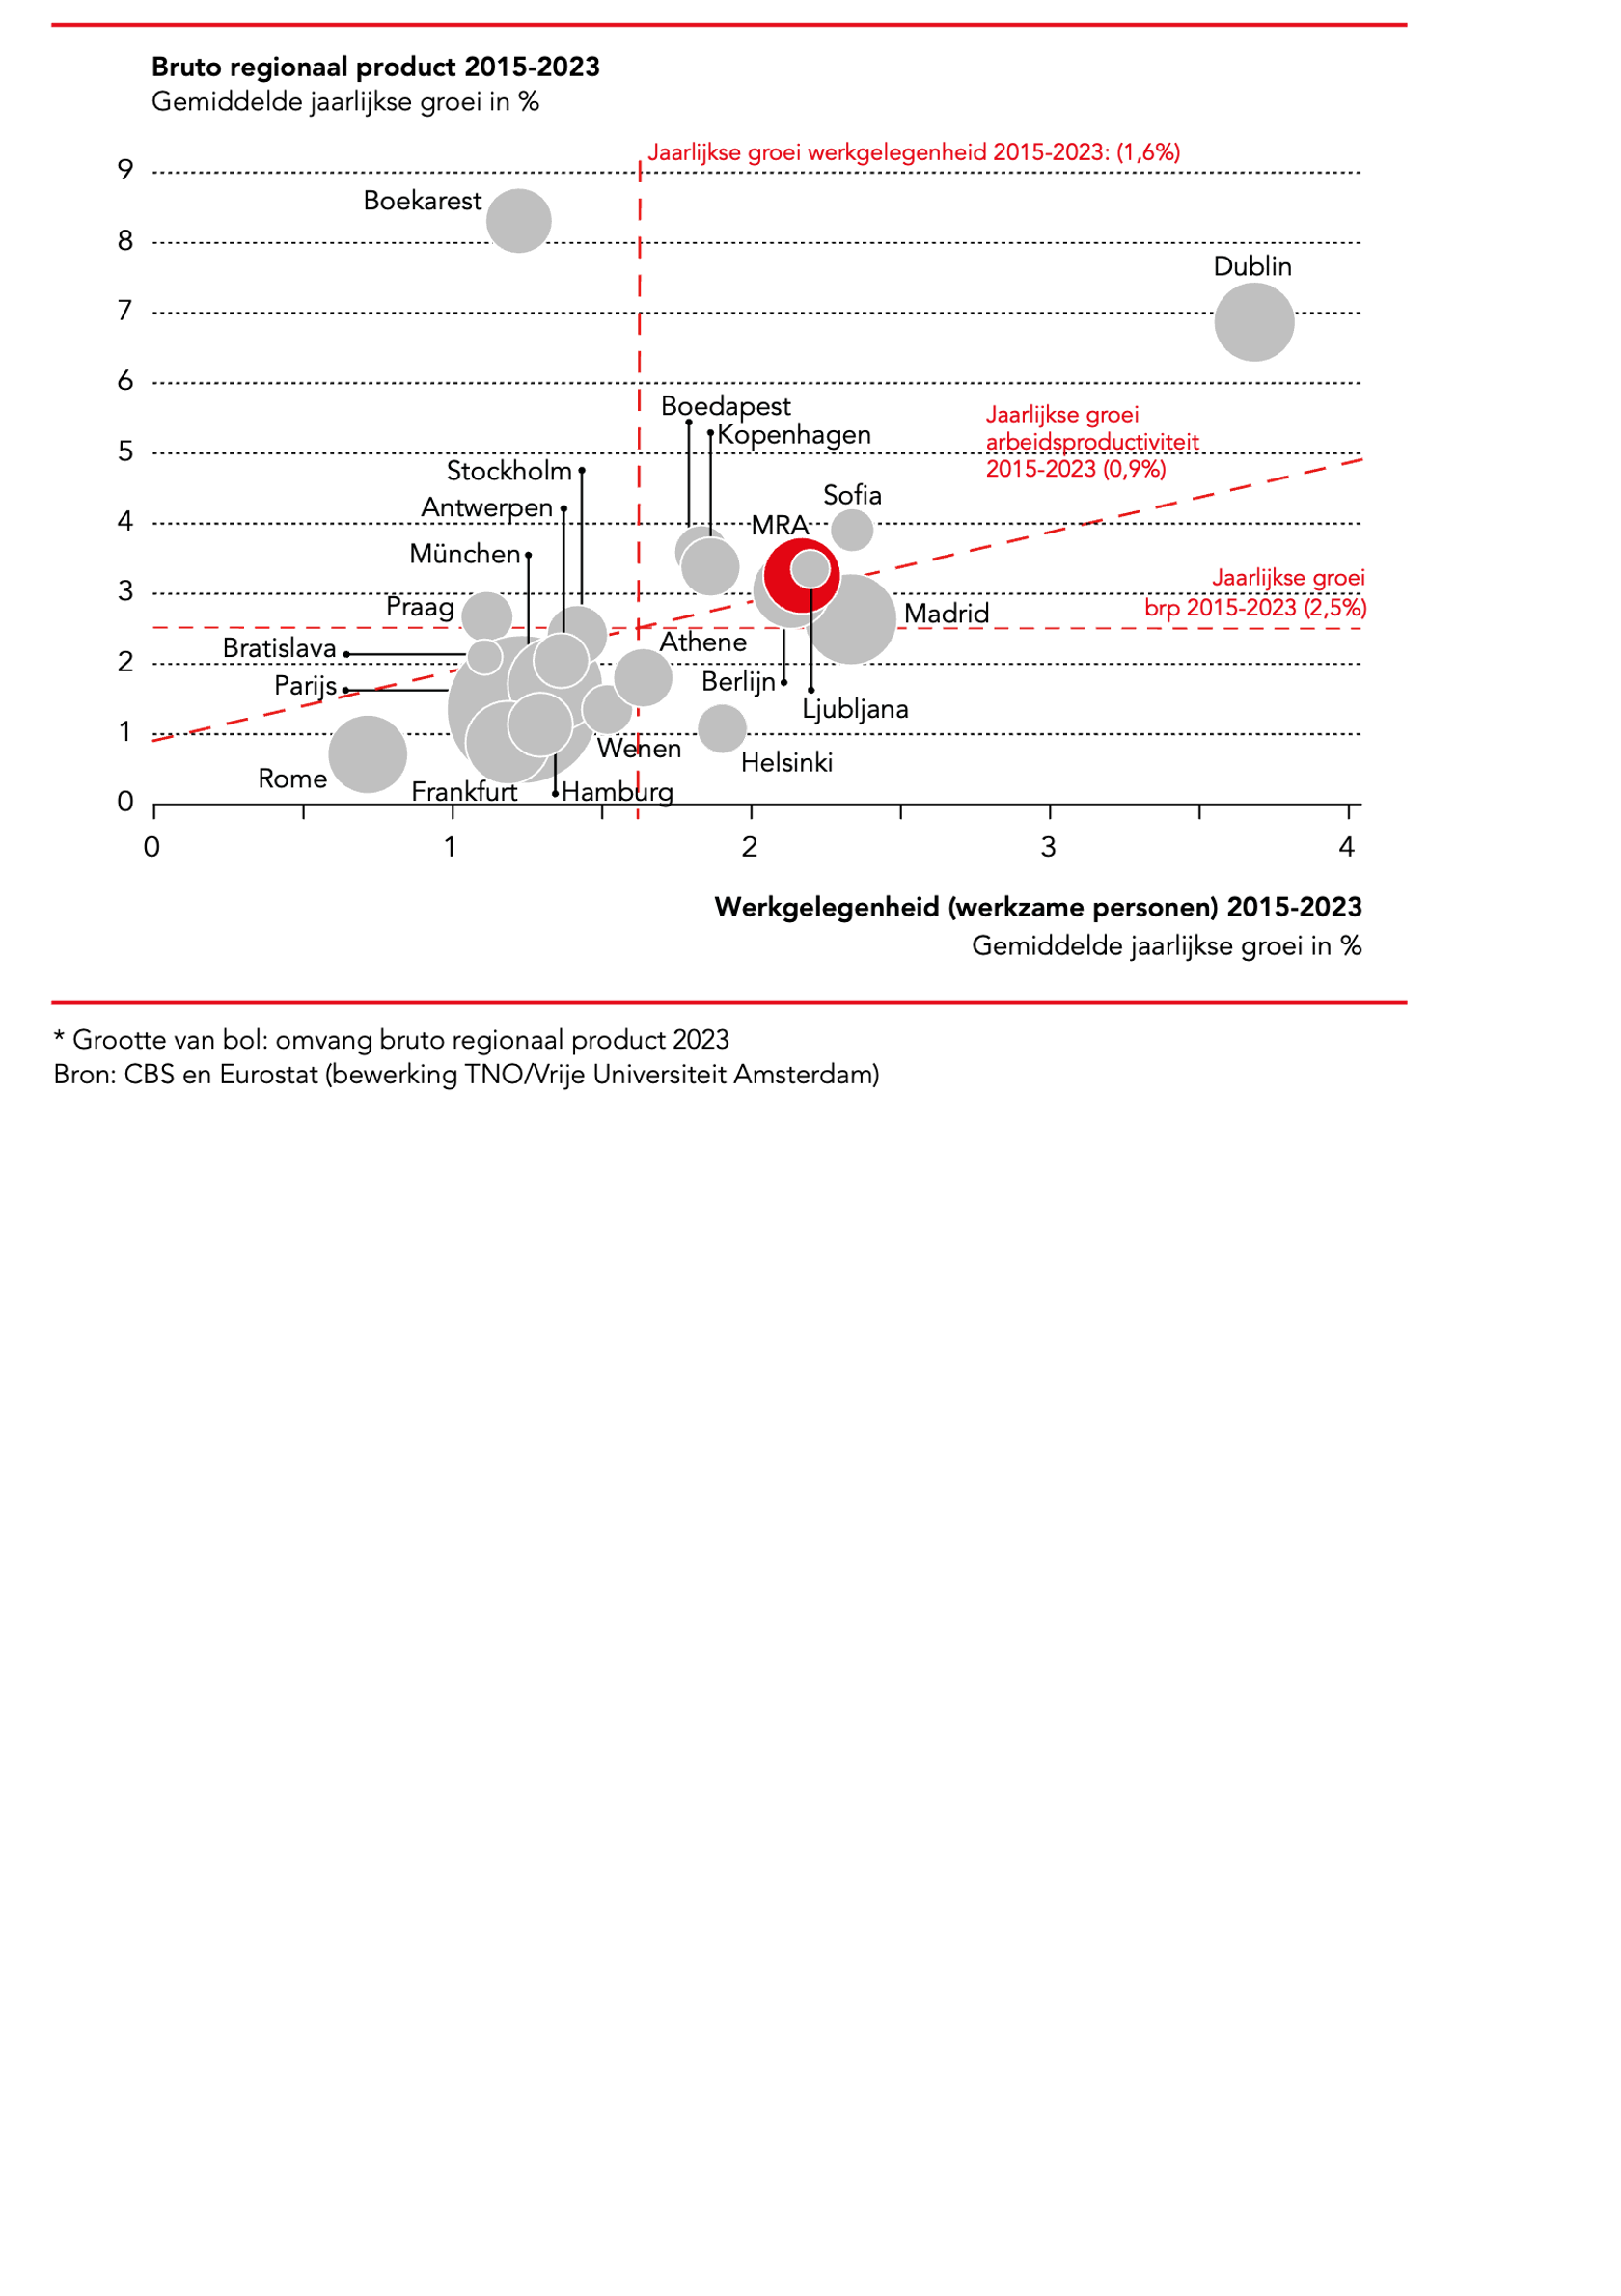 Bruto regionaal product 2015-2023
Gemiddelde jaarlijkse groei in %
Jaarlijkse groei werkgelegenheid 2015-2023: (1,6%)
9
Boekarest
8
Dublin
7
6
Boedapest
Kopenhagen
Jaarlijkse groei
arbeidsproductiviteit
2015-2023 (0,9%)
5
Stockholm
Sofia
Antwerpen
4
MRA
München
3
Jaarlijkse groei
brp 2015-2023 (2,5%)
Praag
Madrid
Bratislava
Athene
2
Parijs
Berlijn
Ljubljana
1
Wenen
Helsinki
Rome
Frankfurt
Hamburg
0
0 1 2 3 4
Werkgelegenheid (werkzame personen) 2015-2023
Gemiddelde jaarlijkse groei in %
* Grootte van bol: omvang bruto regionaal product 2023
Bron: CBS en Eurostat (bewerking TNO/Vrije Universiteit Amsterdam)